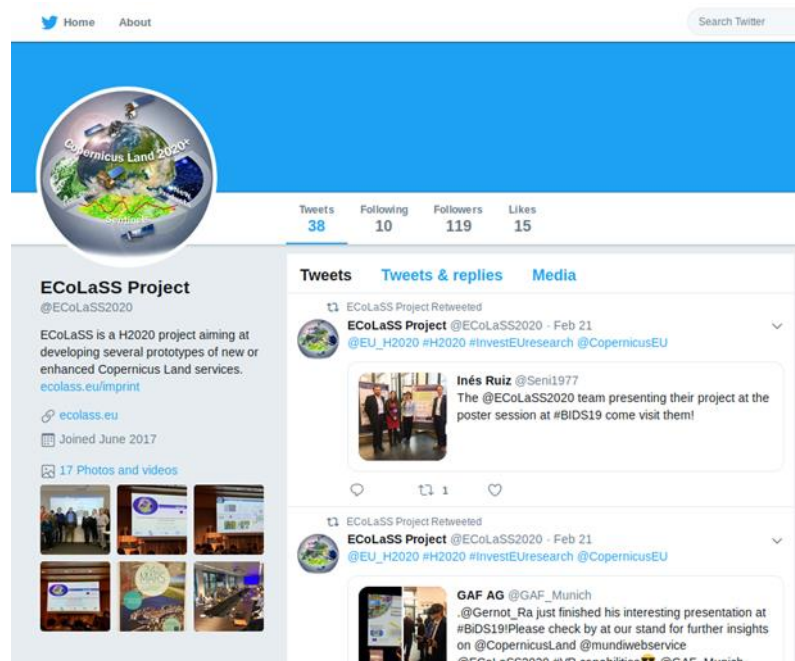 Home About
Search Twitter
Copernicus Land 2020+
Sentinels
Tweets Following Followers Likes
38 10 119 15
ECoLaSS Project
@ECoLaSS2020
ECoLaSS is a H2020 project aiming at
developing several prototypes of new or
enhanced Copernicus Land services.
ecolass.eu/imprint
ecolass.eu
Joined June 2017
17 Photos and videos
Tweets Tweets & replies Media
ECoLaSS Project Retweeted
ECoLaSS Project @ECoLaSS2020 · Feb 21
@EU_H2020 #H2020 #InvestEUresearch @CopernicusEU
Inés Ruiz @Seni1977
The @ECoLaSS2020 team presenting their project at the
poster session at #BIDS19 come visit them!
1
ECoLaSS Project Retweeted
ECoLaSS Project @ECoLaSS2020 · Feb 21
@EU_H2020 #H2020 #InvestEUresearch @CopernicusEU
GAF AG @GAF_Munich
.@Gernot_Ra just finished his interesting presentation at
#BiDS19!Please check by at our stand for further insights
on @CopernicusLand @mundiwebservice
@ECoLaSS2020 #VR capabilities😎 @GAF_Munich